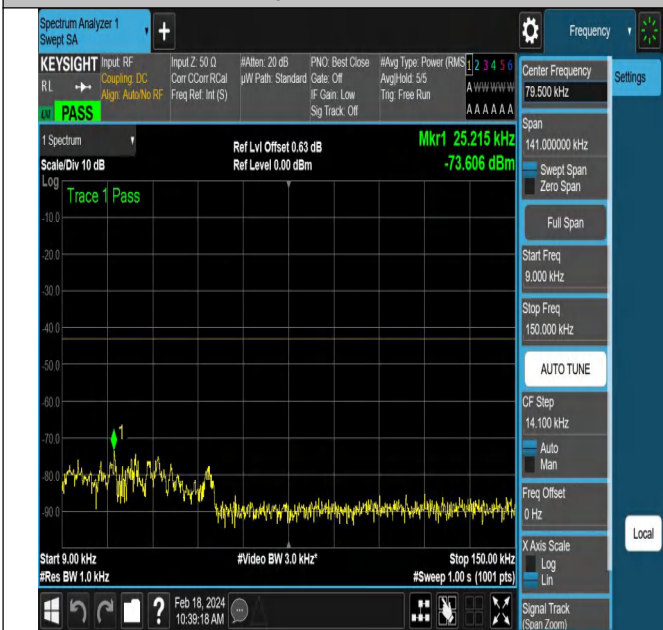 Spectrum Analyzer 1
Swept SA
+
Frequency
KEYSIGHT
RL
LNI PASS
Input: RF
Coupling: DC
Align: Auto/No RF
Input Z: 50 Ω
Corr CCorr RCal
Freq Ref: Int (S)
#Atten: 20 dB
µW Path: Standard
PNO: Best Close
Gate: Off
IF Gain: Low
Sig Track: Off
#Avg Type: Power (RMS
Avg|Hold: 5/5
Trig: Free Run
1 2 3 4 5 6
A W W W W W
A A A A A A
1 Spectrum
Scale/Div 10 dB
Log
Ref Lvl Offset 0.63 dB
Ref Level 0.00 dBm
Mkr1 25.215 kHz
-73.606 dBm
Trace 1 Pass
-10.0
-20.0
-30.0
-40.0
-50.0
-60.0
-70.0
-80.0
-90.0
1
Start 9.00 kHz
#Res BW 1.0 kHz
#Video BW 3.0 kHz*
Stop 150.00 kHz
#Sweep 1.00 s (1001 pts)
?
Feb 18, 2024
10:39:18 AM
Center Frequency
79.500 kHz
Span
141.000000 kHz
Swept Span
Zero Span
Full Span
Start Freq
9.000 kHz
Stop Freq
150.000 kHz
AUTO TUNE
CF Step
14.100 kHz
Auto
Man
Freq Offset
0 Hz
X Axis Scale
Log
Lin
Signal Track
(Span Zoom)
Settings
Local